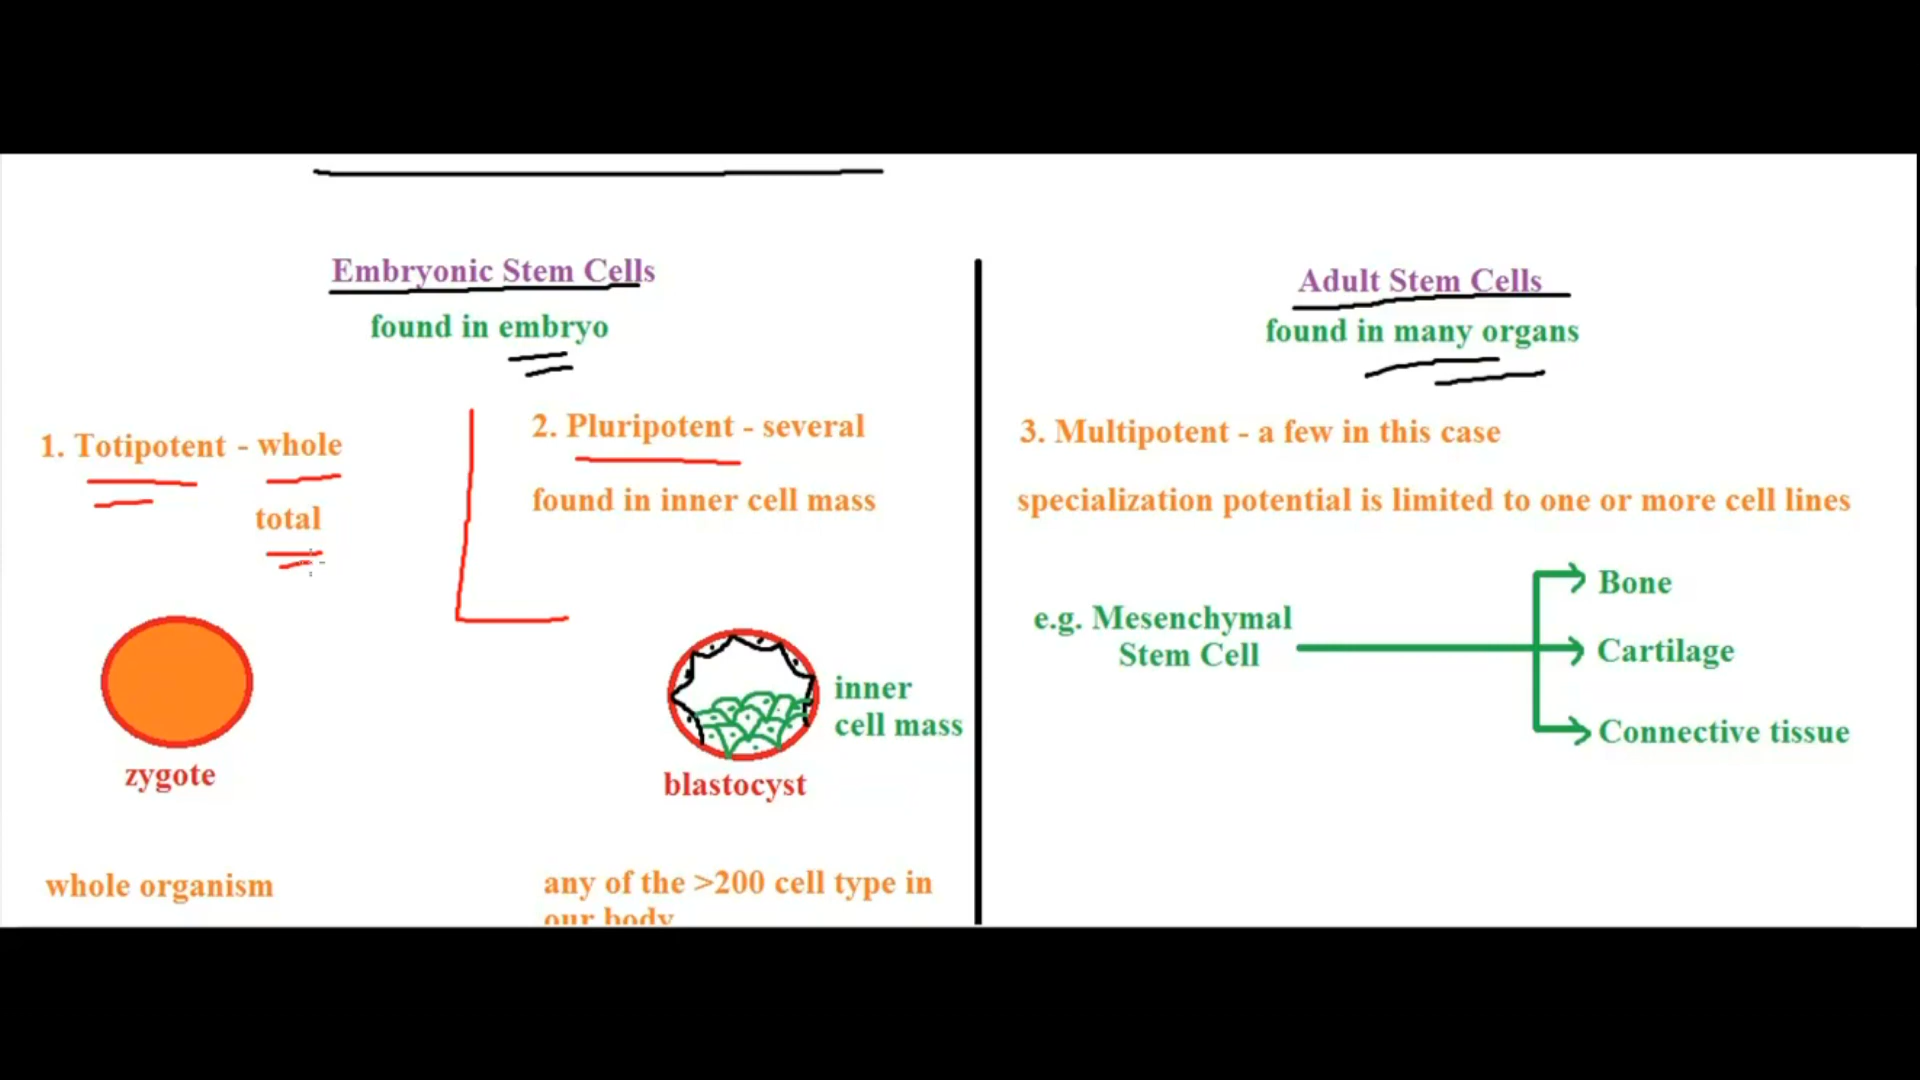 Embryonic Stem Cells
found in embryo
1. Totipotent - whole
total
zygote
whole organism
2. Pluripotent - several
found in inner cell mass
inner
cell mass
blastocyst
any of the >200 cell type in
our body
Adult Stem Cells
found in many organs
3. Multipotent - a few in this case
specialization potential is limited to one or more cell lines
e.g. Mesenchymal
Stem Cell
Bone
Cartilage
Connective tissue